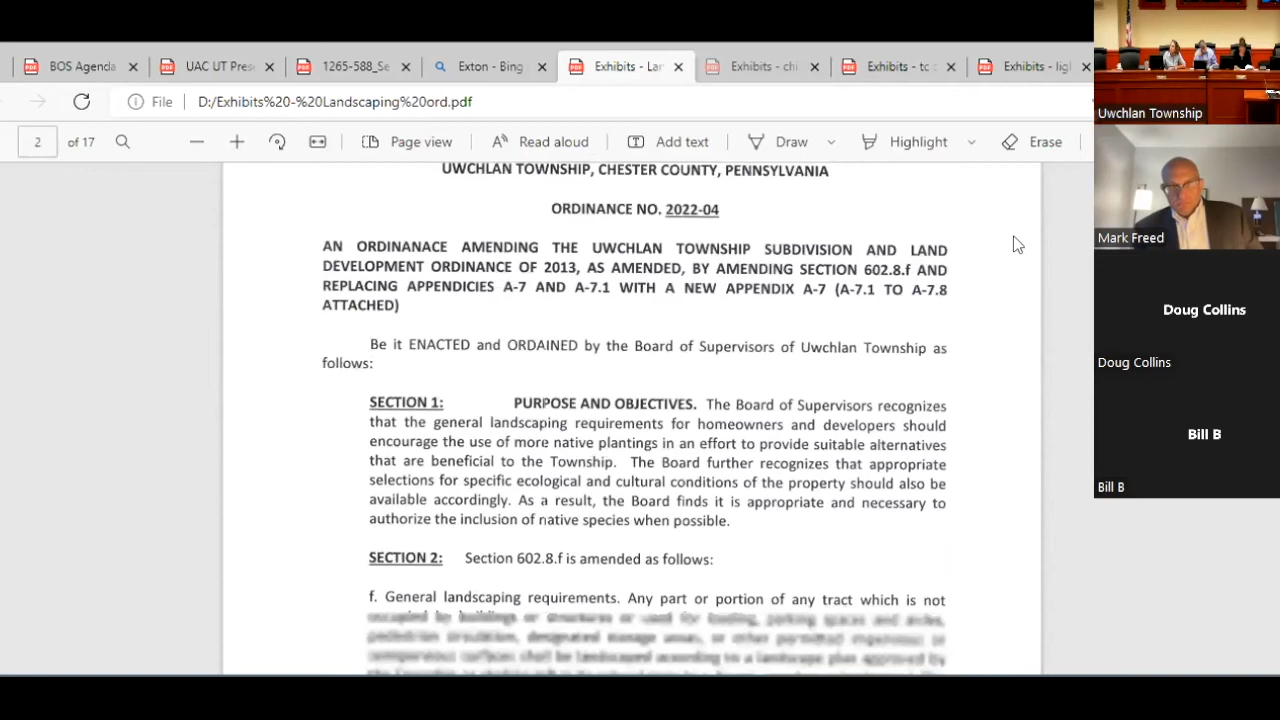 BOS Agenda
UAC UT Pres
1265-588_Se
Exton - Bing
Exhibits - Lan
Exhibits - chi
Exhibits - tc
Exhibits - ligh
File D:/Exhibits%20-%20Landscaping%20ord.pdf
2 of 17 Page view Read aloud Add text Draw Highlight Erase
UWCHLAN TOWNSHIP, CHESTER COUNTY, PENNSYLVANIA
ORDINANCE NO. 2022-04
AN ORDINANACE AMENDING THE UWCHLAN TOWNSHIP SUBDIVISION AND LAND
DEVELOPMENT ORDINANCE OF 2013, AS AMENDED, BY AMENDING SECTION 602.8.f AND
REPLACING APPENDICIES A-7 AND A-7.1 WITH A NEW APPENDIX A-7 (A-7.1 TO A-7.8
ATTACHED)
Be it ENACTED and ORDAINED by the Board of Supervisors of Uwchlan Township as
follows:
SECTION 1: PURPOSE AND OBJECTIVES. The Board of Supervisors recognizes
that the general landscaping requirements for homeowners and developers should
encourage the use of more native plantings in an effort to provide suitable alternatives
that are beneficial to the Township. The Board further recognizes that appropriate
selections for specific ecological and cultural conditions of the property should also be
available accordingly. As a result, the Board finds it is appropriate and necessary to
authorize the inclusion of native species when possible.
SECTION 2: Section 602.8.f is amended as follows:
f. General landscaping requirements. Any part or portion of any tract which is not
Uwchlan Township
Mark Freed
Doug Collins
Doug Collins
Bill B
Bill B